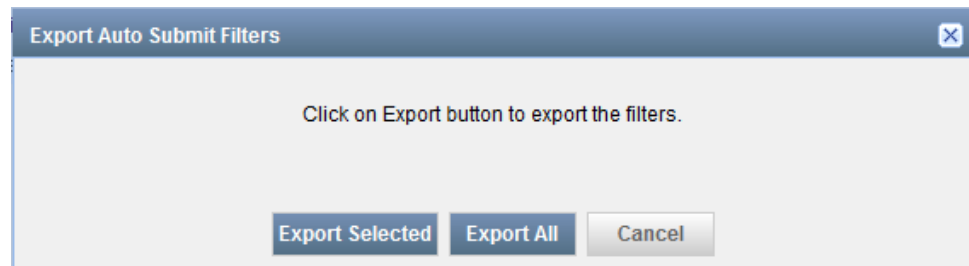 Export Auto Submit Filters
Click on Export button to export the filters.
Export Selected Export All Cancel